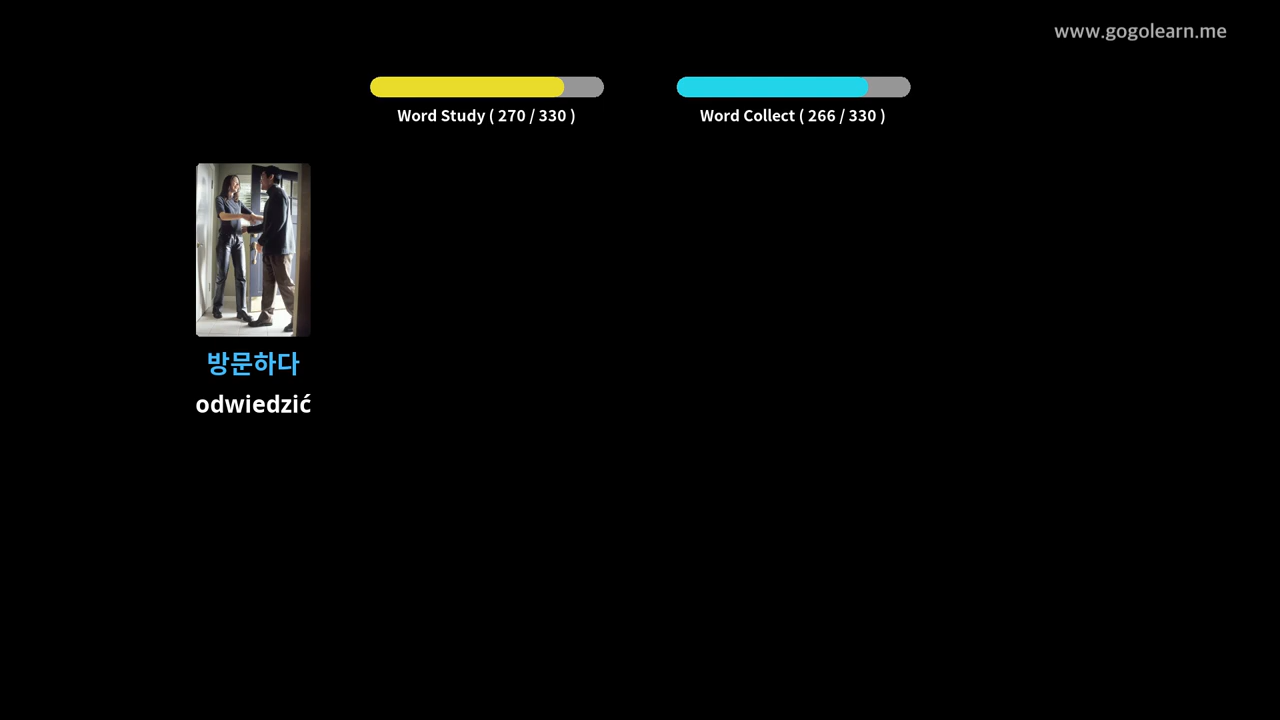 www.gogolearn.me
Word Study ( 270 / 330 )
Word Collect ( 266 / 330 )
방문하다
odwiedzić